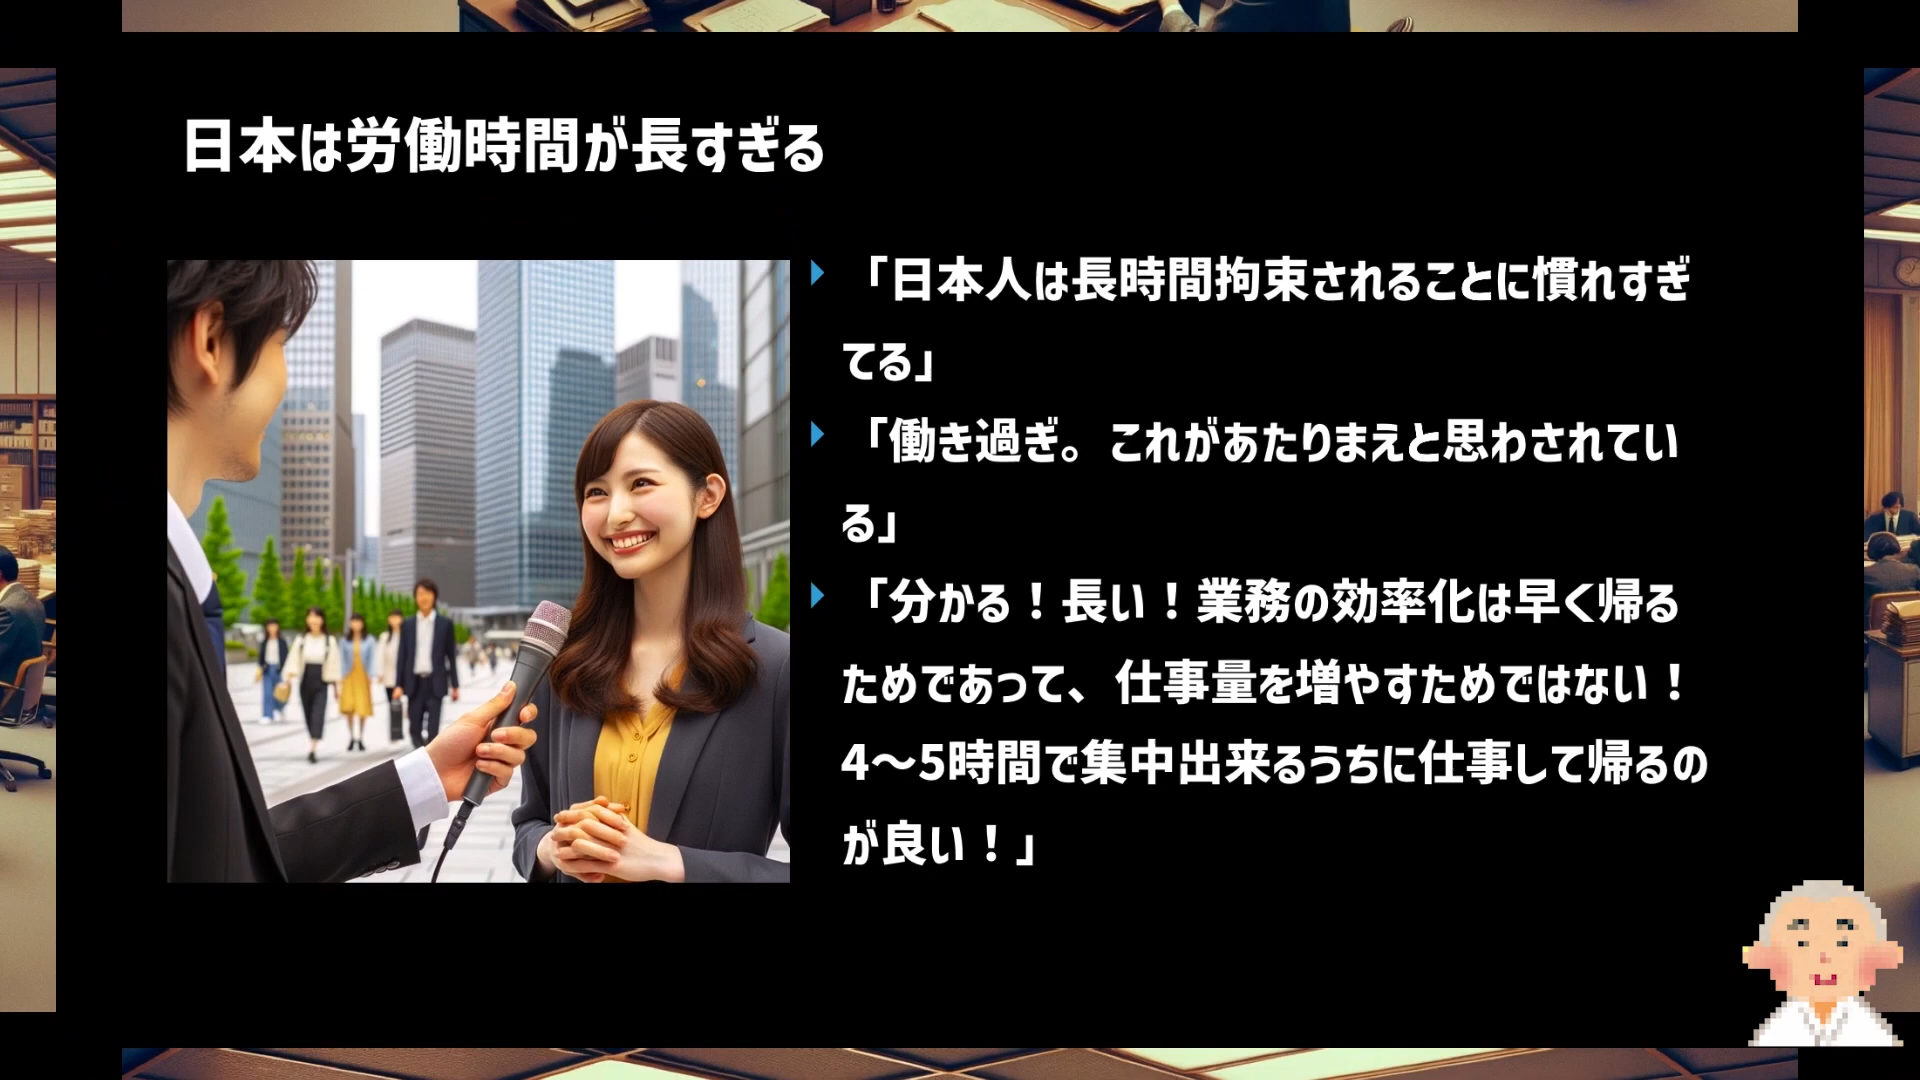 日本は労働時間が長すぎる
「日本人は長時間拘束されることに慣れすぎ
てる」
「働き過ぎ。これがあたりまえと思わされてい
る」
「分かる！長い！業務の効率化は早く帰る
ためであって、仕事量を増やすためではない！
4～5時間で集中出来るうちに仕事して帰るの
が良い！」